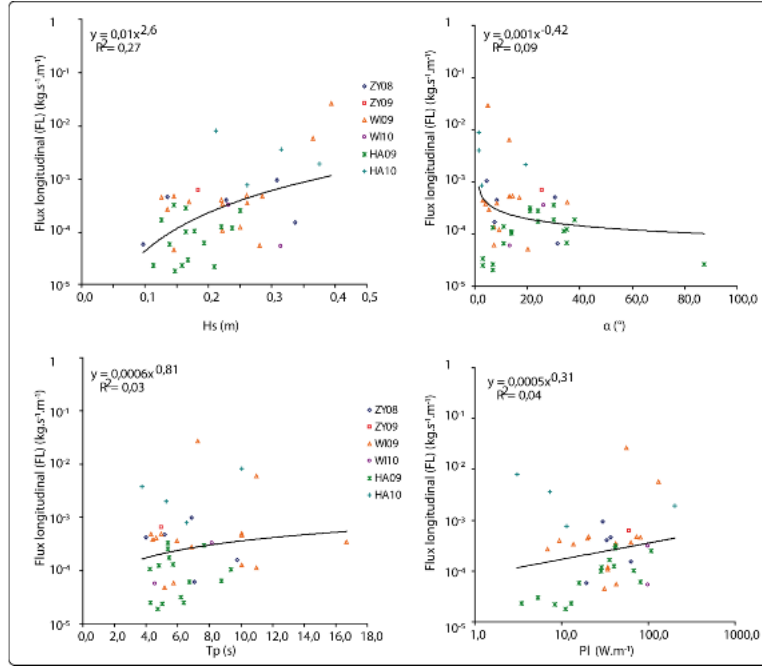 y = 0,01x2,6
R2= 0,27
1
10-1
10-2
10-3
10-4
10-5
Flux longitudinal (FL) (kg.s-1.m-1)
ZY08
ZY09
WI09
WI10
HA09
HA10
0,0 0,1 0,2 0,3 0,4 0,5
Hs (m)
y = 0,001x-0,42
R2= 0,09
1
10-1
10-2
10-3
10-4
10-5
Flux longitudinal (FL) (kg.s-1.m-1)
0,0 20,0 40,0 60,0 80,0 100,0
α (°)
y = 0,0006x0,81
R2= 0,03
1
10-1
10-2
10-3
10-4
10-5
Flux longitudinal (FL) (kg.s-1.m-1)
ZY08
ZY09
WI09
WI10
HA09
HA10
0,0 2,0 4,0 6,0 8,0 10,0 12,0 14,0 16,0 18,0
Tp (s)
y = 0,0005x0,31
R2= 0,04
1
10-1
10-2
10-3
10-4
10-5
Flux longitudinal (FL) (kg.s-1.m-1)
1,0 10,0 100,0 1000,0
Pl (W.m-1)